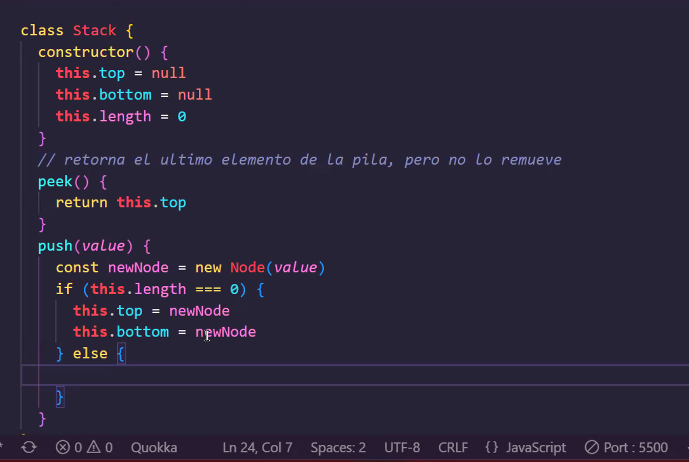 class Stack {
constructor() {
this.top = null
this.bottom = null
this.length = 0
}
// retorna el ultimo elemento de la pila, pero no lo remueve
peek() {
return this.top
}
push(value) {
const newNode = new Node(value)
if (this.length === 0) {
this.top = newNode
this.bottom = newNode
} else {
}
}
0 0 Quokka Ln 24, Col 7 Spaces: 2 UTF-8 CRLF {} JavaScript Port : 5500